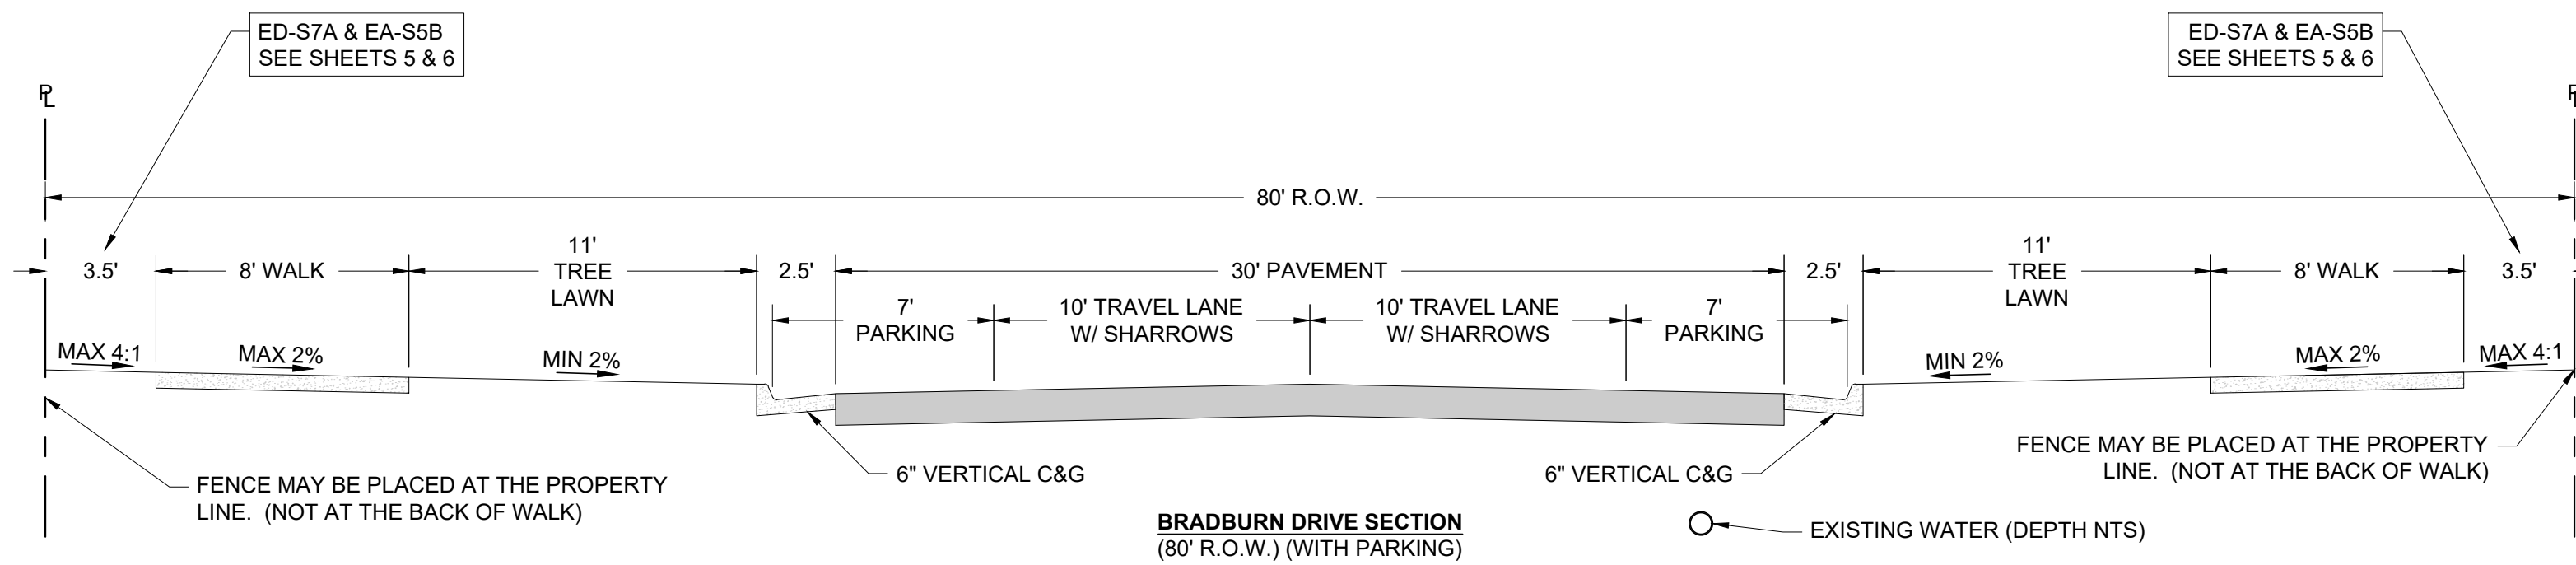 ED-S7A & EA-S5B
SEE SHEETS 5 & 6
ED-S7A & EA-S5B
SEE SHEETS 5 & 6
PL
PL
80' R.O.W.
3.5'
8' WALK
11'
TREE
LAWN
2.5'
30' PAVEMENT
2.5'
11'
TREE
LAWN
8' WALK
3.5'
7'
PARKING
10' TRAVEL LANE
W/ SHARROWS
10' TRAVEL LANE
W/ SHARROWS
7'
PARKING
MAX 4:1
MAX 2%
MIN 2%
MIN 2%
MAX 2%
MAX 4:1
FENCE MAY BE PLACED AT THE PROPERTY
LINE. (NOT AT THE BACK OF WALK)
6" VERTICAL C&G
6" VERTICAL C&G
FENCE MAY BE PLACED AT THE PROPERTY
LINE. (NOT AT THE BACK OF WALK)
BRADBURN DRIVE SECTION
(80' R.O.W.) (WITH PARKING)
EXISTING WATER (DEPTH NTS)